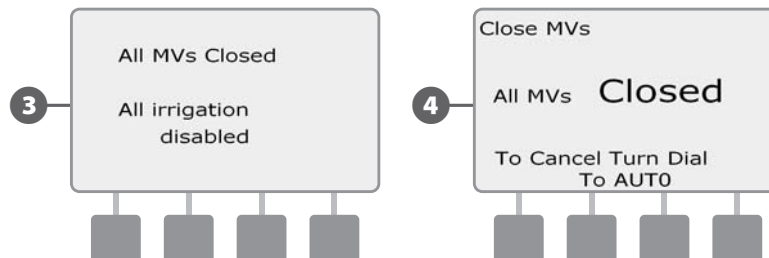 3
All MVs Closed
All irrigation
disabled
4
Close MVs
All MVs Closed
To Cancel Turn Dial
To AUT0